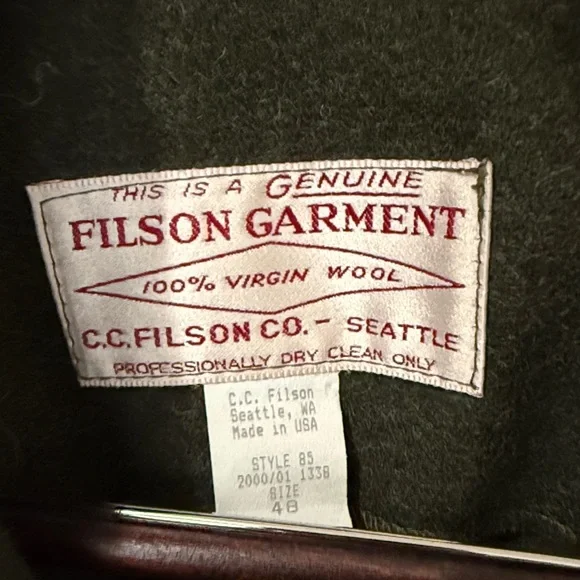 THIS IS A GENUINE
FILSON GARMENT
100% VIRGIN WOOL
C.C. FILSON CO. - SEATTLE
PROFESSIONALLY DRY CLEAN ONLY
C.C. Filson
Seattle, WA
Made in USA
STYLE 85
2000/01 1338
SIZE
48